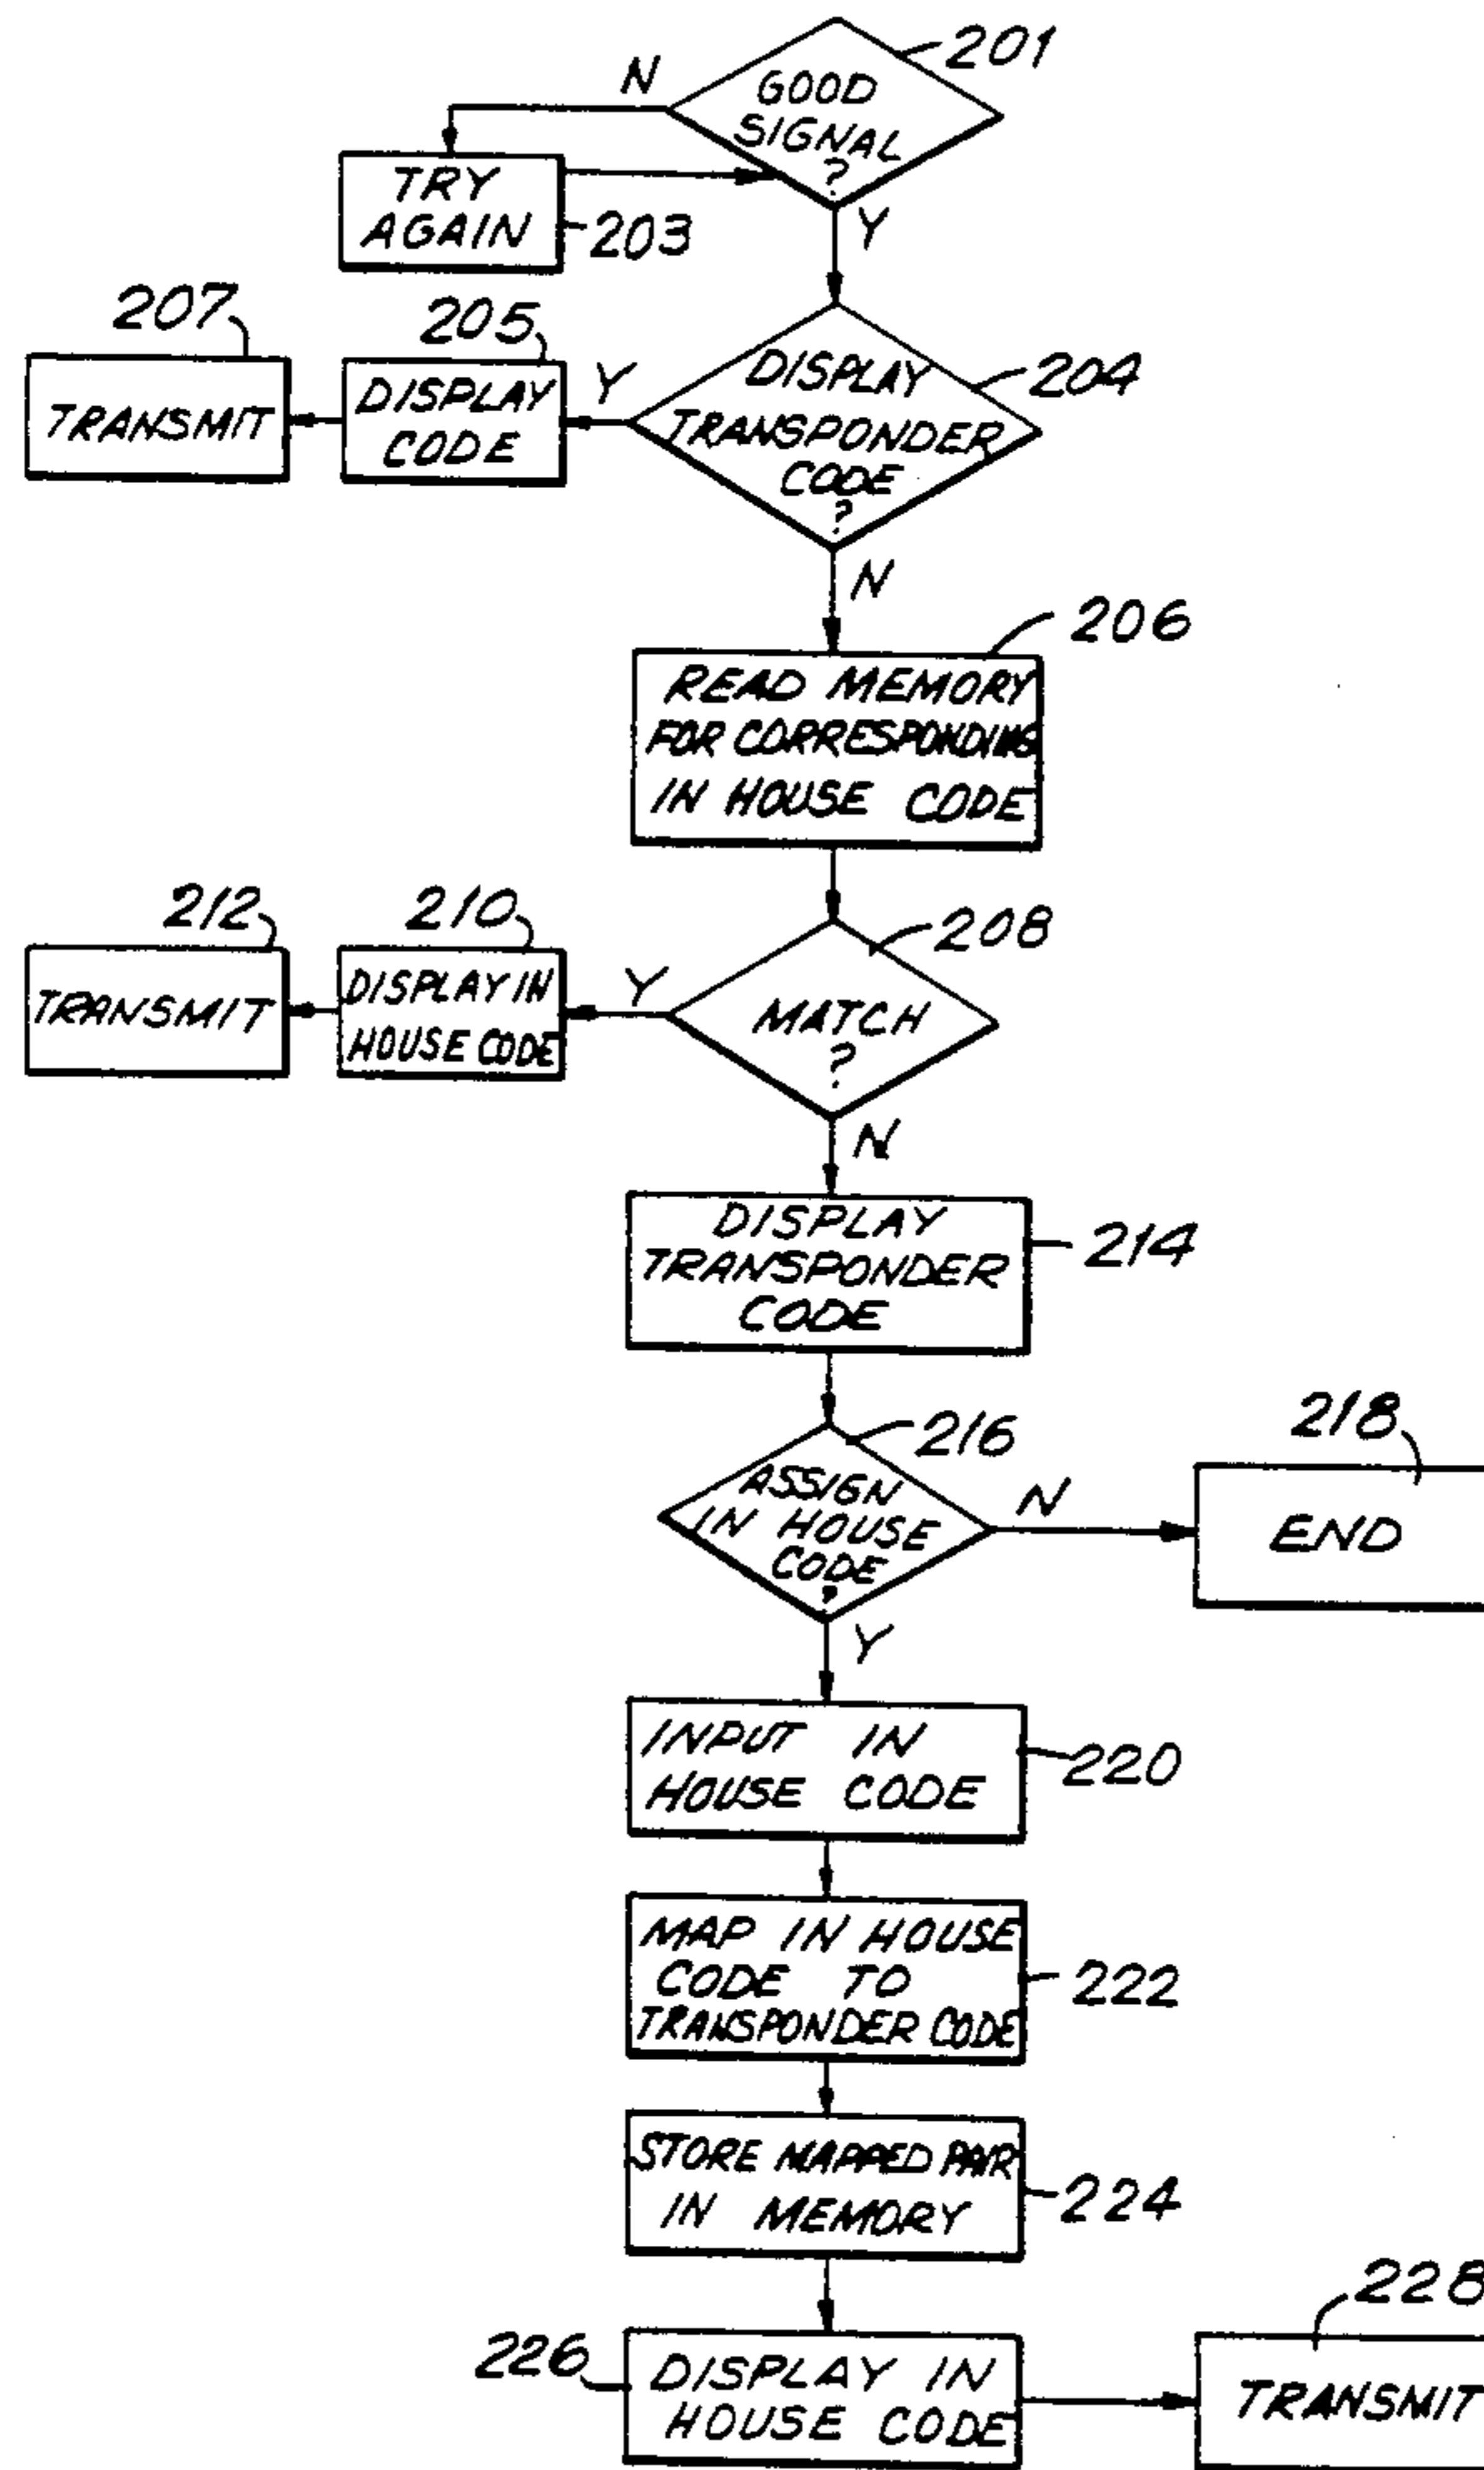 201
N
GOOD
SIGNAL
?
TRY
AGAIN
203
Y
207
205
204
TRANSMIT
DISPLAY
CODE
Y
DISPLAY
TRANSPONDER
CODE
?
N
206
READ MEMORY
FOR CORRESPONDING
IN HOUSE CODE
212
210
208
TRANSMIT
DISPLAY IN
HOUSE CODE
Y
MATCH
?
N
DISPLAY
TRANSPONDER
CODE
214
216
218
ASSIGN
IN HOUSE
CODE
?
N
END
Y
INPUT IN
HOUSE CODE
220
MAP IN HOUSE
CODE TO
TRANSPONDER CODE
222
STORE MAPPED PAIR
IN MEMORY
224
228
226
DISPLAY IN
HOUSE CODE
TRANSMIT